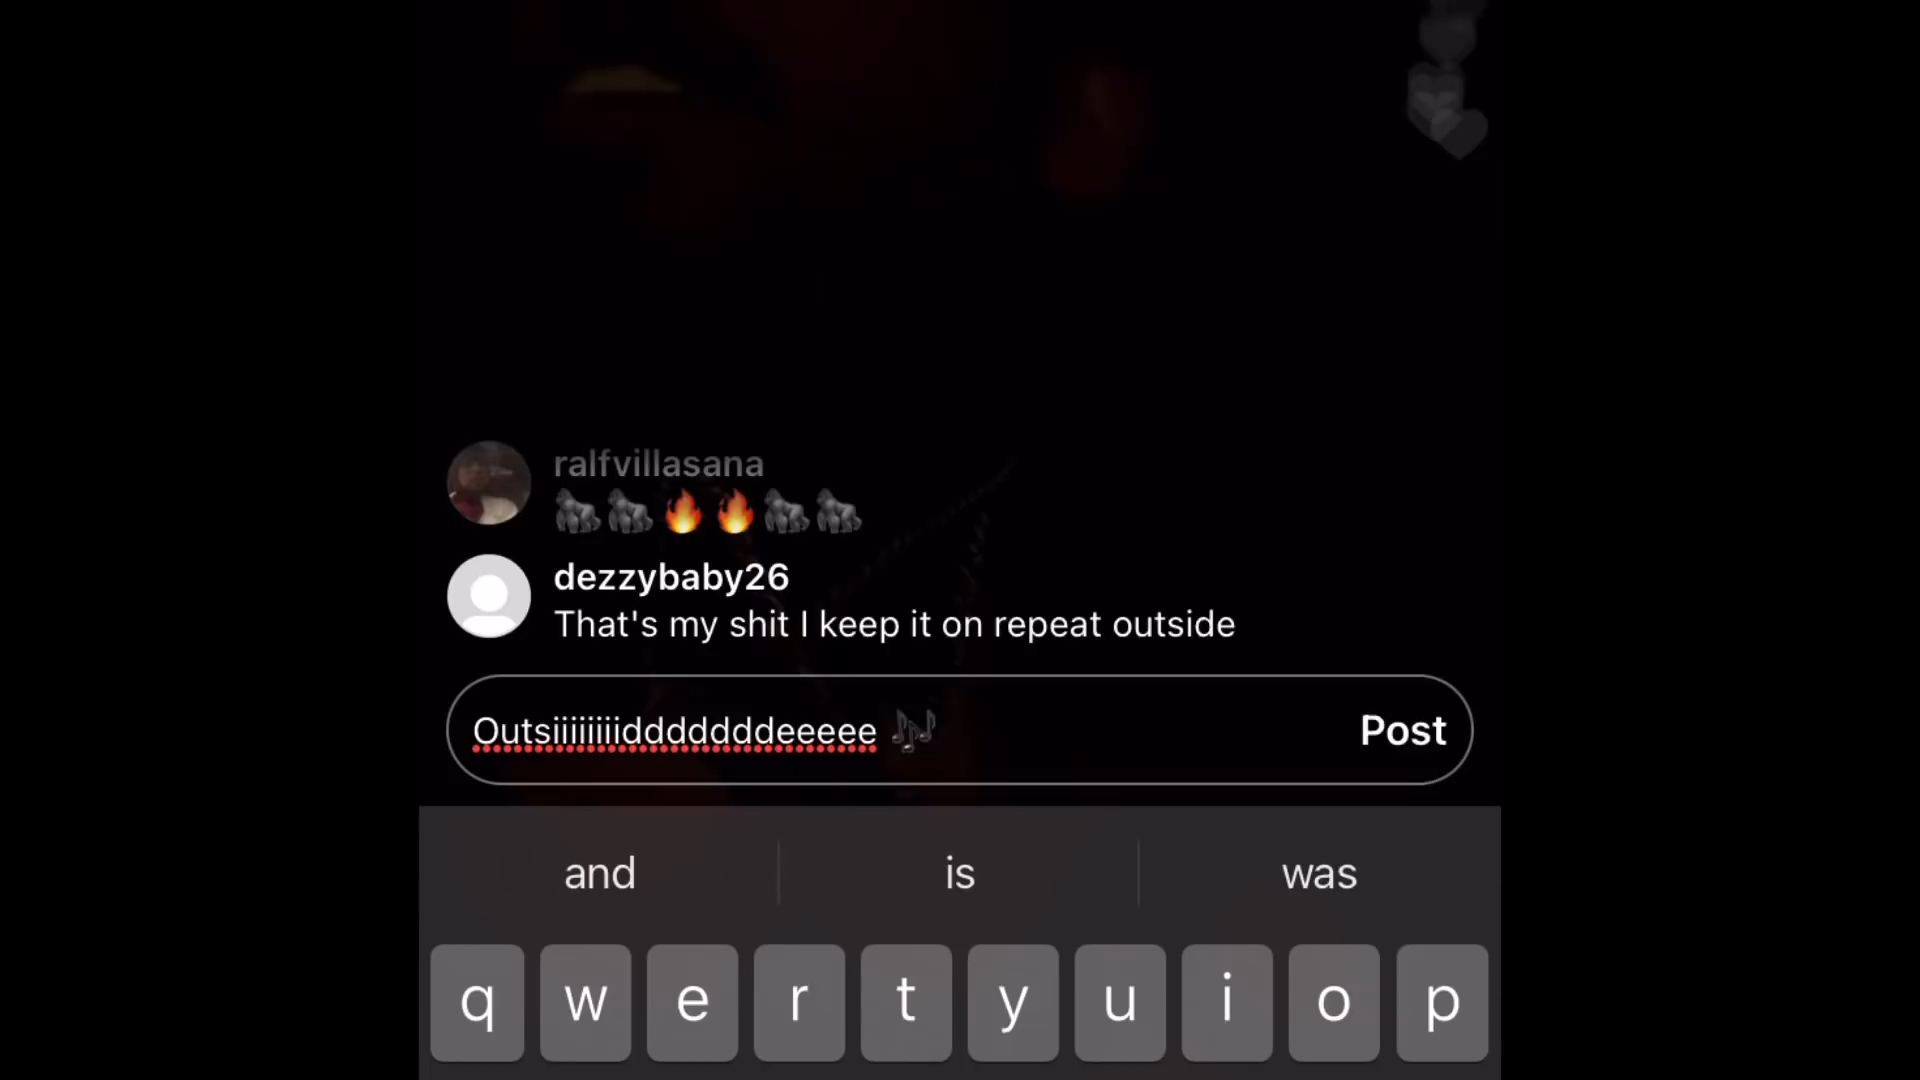 ralfvillasana
🦍🦍🔥🔥🦍🦍
dezzybaby26
That's my shit I keep it on repeat outside
Outsiiiiiiiidddddddeeeee 🎶
Post
and is was
q w e r t y u i o p